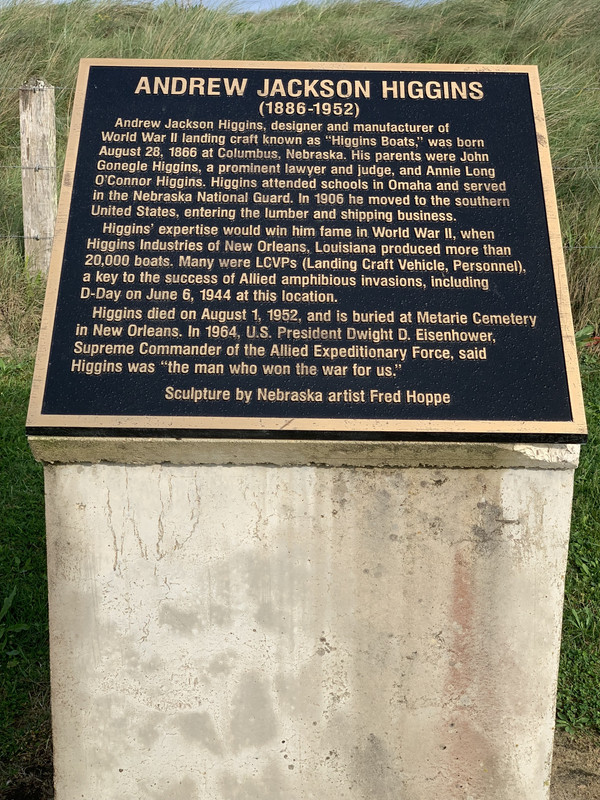 ANDREW JACKSON HIGGINS
(1886-1952)
Andrew Jackson Higgins, designer and manufacturer of
World War II landing craft known as "Higgins Boats," was born
August 28, 1866 at Columbus, Nebraska. His parents were John
Gonegle Higgins, a prominent lawyer and judge, and Annie Long
O'Connor Higgins. Higgins attended schools in Omaha and served
in the Nebraska National Guard. In 1906 he moved to the southern
United States, entering the lumber and shipping business.
Higgins' expertise would win him fame in World War II, when
Higgins Industries of New Orleans, Louisiana produced more than
20,000 boats. Many were LCVPs (Landing Craft Vehicle, Personnel),
a key to the success of Allied amphibious invasions, including
D-Day on June 6, 1944 at this location.
Higgins died on August 1, 1952, and is buried at Metarie Cemetery
in New Orleans. In 1964, U.S. President Dwight D. Eisenhower,
Supreme Commander of the Allied Expeditionary Force, said
Higgins was "the man who won the war for us."
Sculpture by Nebraska artist Fred Hoppe